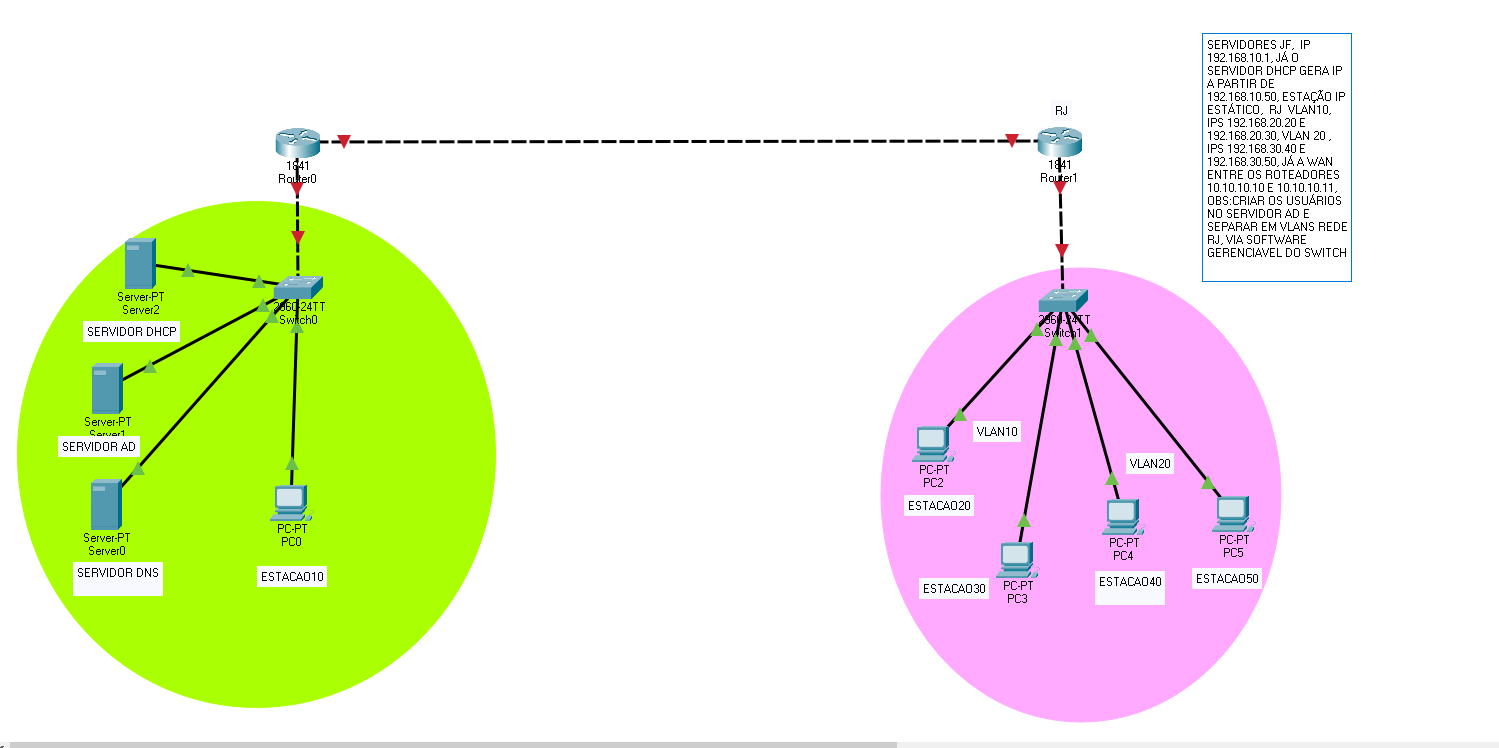 RJ
1841
Router0
1841
Router1
SERVIDORES JF, IP
192.168.10.1, JÁ O
SERVIDOR DHCP GERA IP
A PARTIR DE
192.168.10.50, ESTAÇÃO IP
ESTÁTICO, RJ VLAN10,
IPS 192.168.20.20 E
192.168.20.30, VLAN 20 ,
IPS 192.168.30.40 E
192.168.30.50, JÁ A WAN
ENTRE OS ROTEADORES
10.10.10.10 E 10.10.10.11,
OBS:CRIAR OS USUÁRIOS
NO SERVIDOR AD E
SEPARAR EM VLANS REDE
RJ, VIA SOFTWARE
GERENCIAVEL DO SWITCH
Server-PT
Server2
SERVIDOR DHCP
2960-24TT
Switch0
Server-PT
Server1
SERVIDOR AD
Server-PT
Server0
SERVIDOR DNS
PC-PT
PC0
ESTACAO10
2960-24TT
Switch1
VLAN10
PC-PT
PC2
ESTACAO20
VLAN20
PC-PT
PC3
ESTACAO30
PC-PT
PC4
ESTACAO40
PC-PT
PC5
ESTACAO50